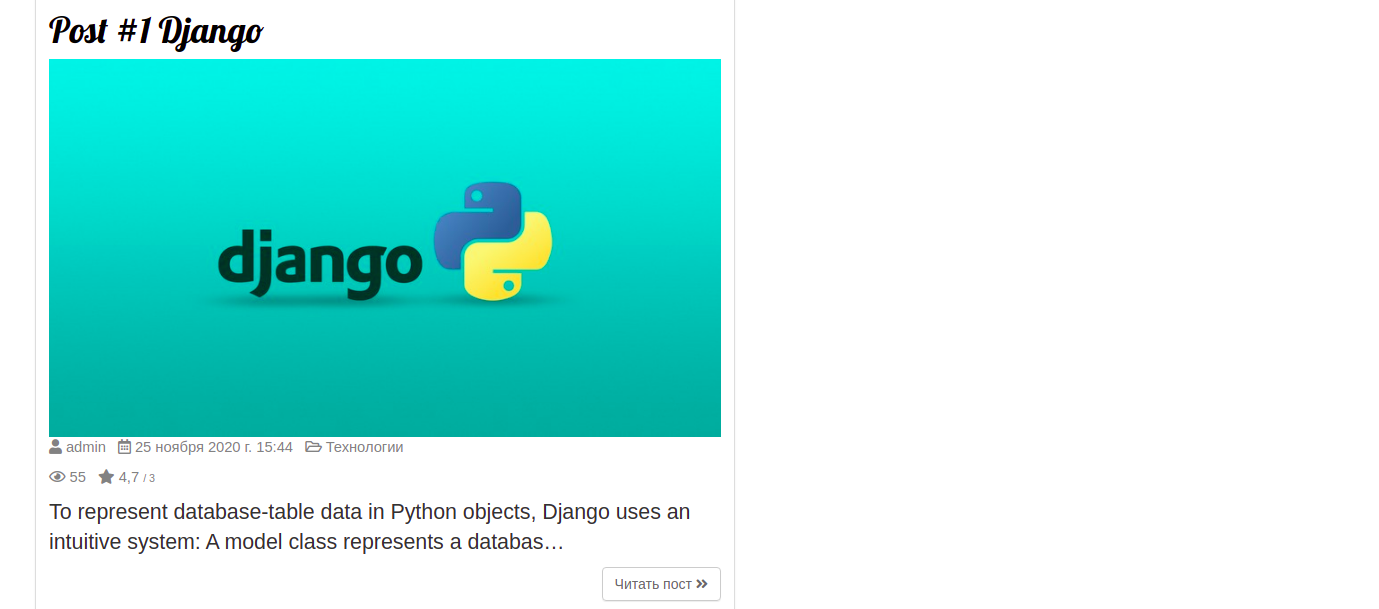 Post #1 Django
django
admin 25 ноября 2020 г. 15:44 Технологии
55 4,7 / 3
To represent database-table data in Python objects, Django uses an
intuitive system: A model class represents a databas…
Читать пост